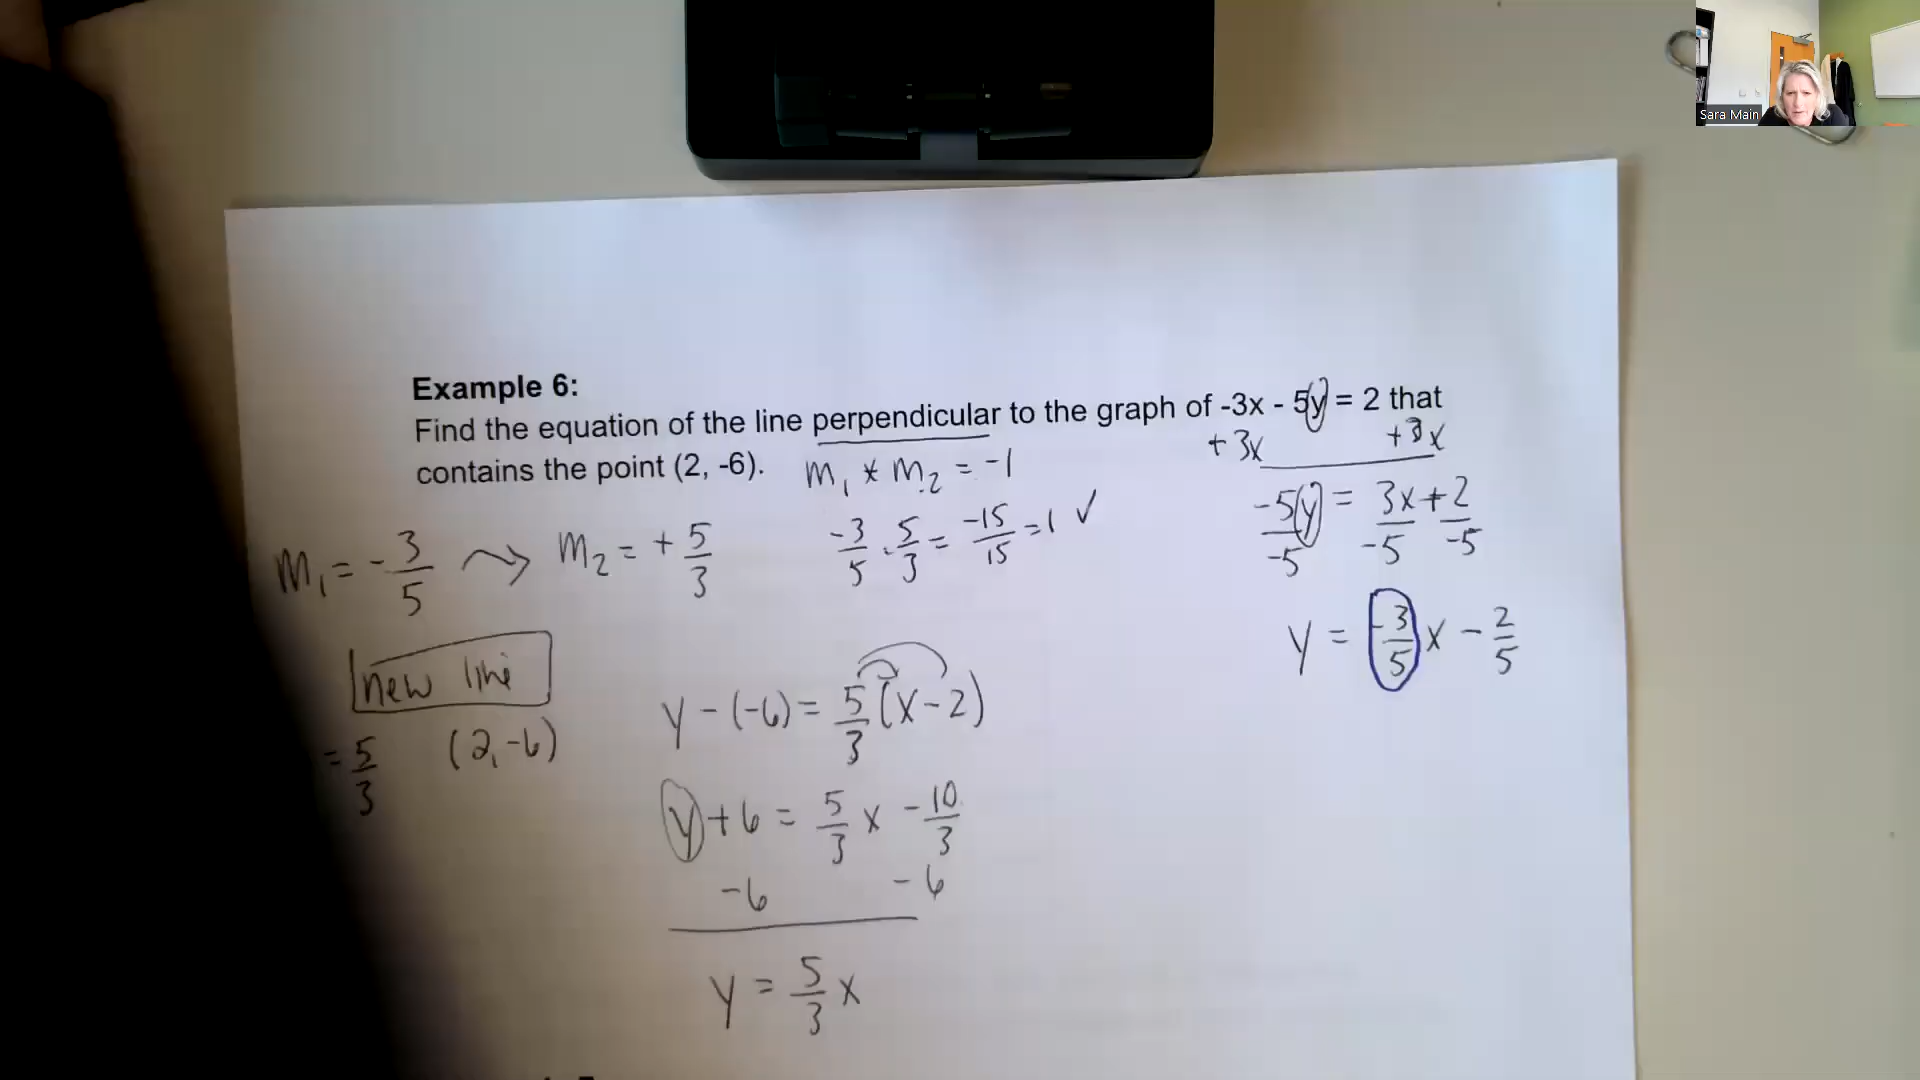 Sara Main
Example 6:
Find the equation of the line perpendicular to the graph of -3x - 5y = 2 that
contains the point (2, -6).
+3x +3x
m₁ * m₂ = -1
-5y/-5 = 3x/-5 + 2/-5
m₁ = -3/5 → m₂ = +5/3
-3/5 · 5/3 = -15/15 = 1 ✓
y = -3/5 x - 2/5
new line
= 5/3 (2, -6)
y - (-6) = 5/3 (x - 2)
y + 6 = 5/3 x - 10/3
-6 -6
y = 5/3 x